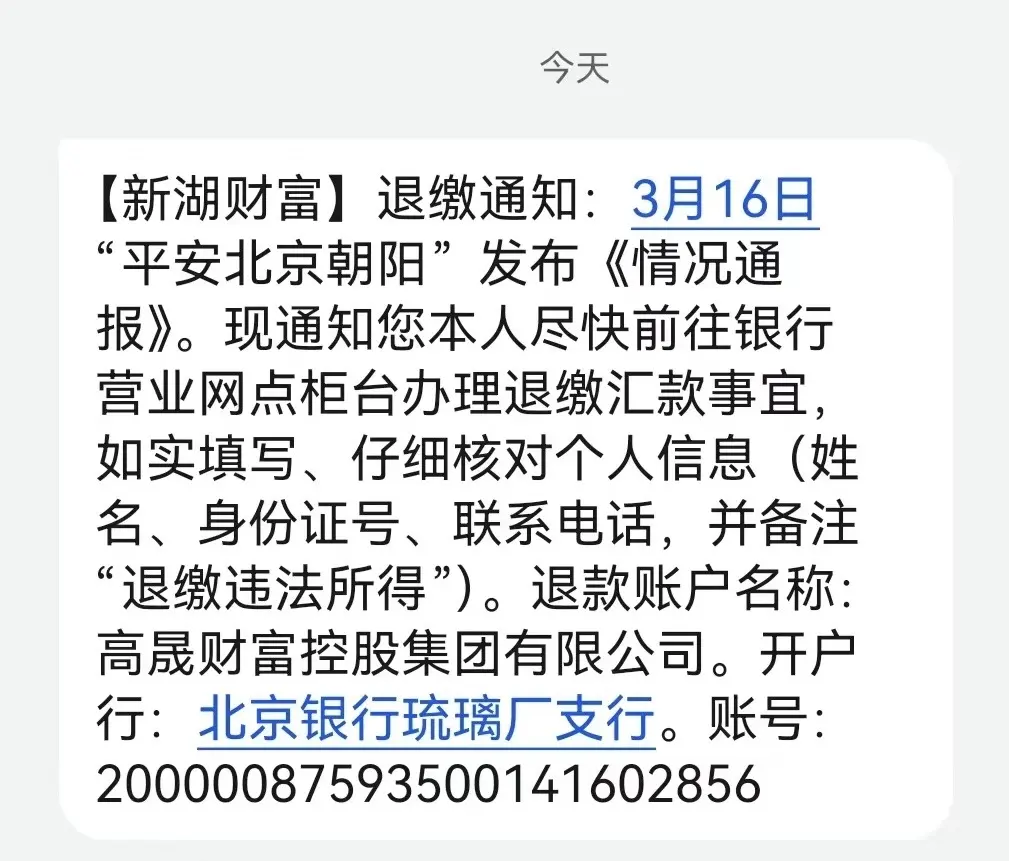 今天
【新湖财富】退缴通知：3月16日
“平安北京朝阳”发布《情况通
报》。现通知您本人尽快前往银行
营业网点柜台办理退缴汇款事宜，
如实填写、仔细核对个人信息（姓
名、身份证号、联系电话，并备注
“退缴违法所得”）。退款账户名称：
高晟财富控股集团有限公司。开户
行：北京银行琉璃厂支行。账号：
20000087593500141602856